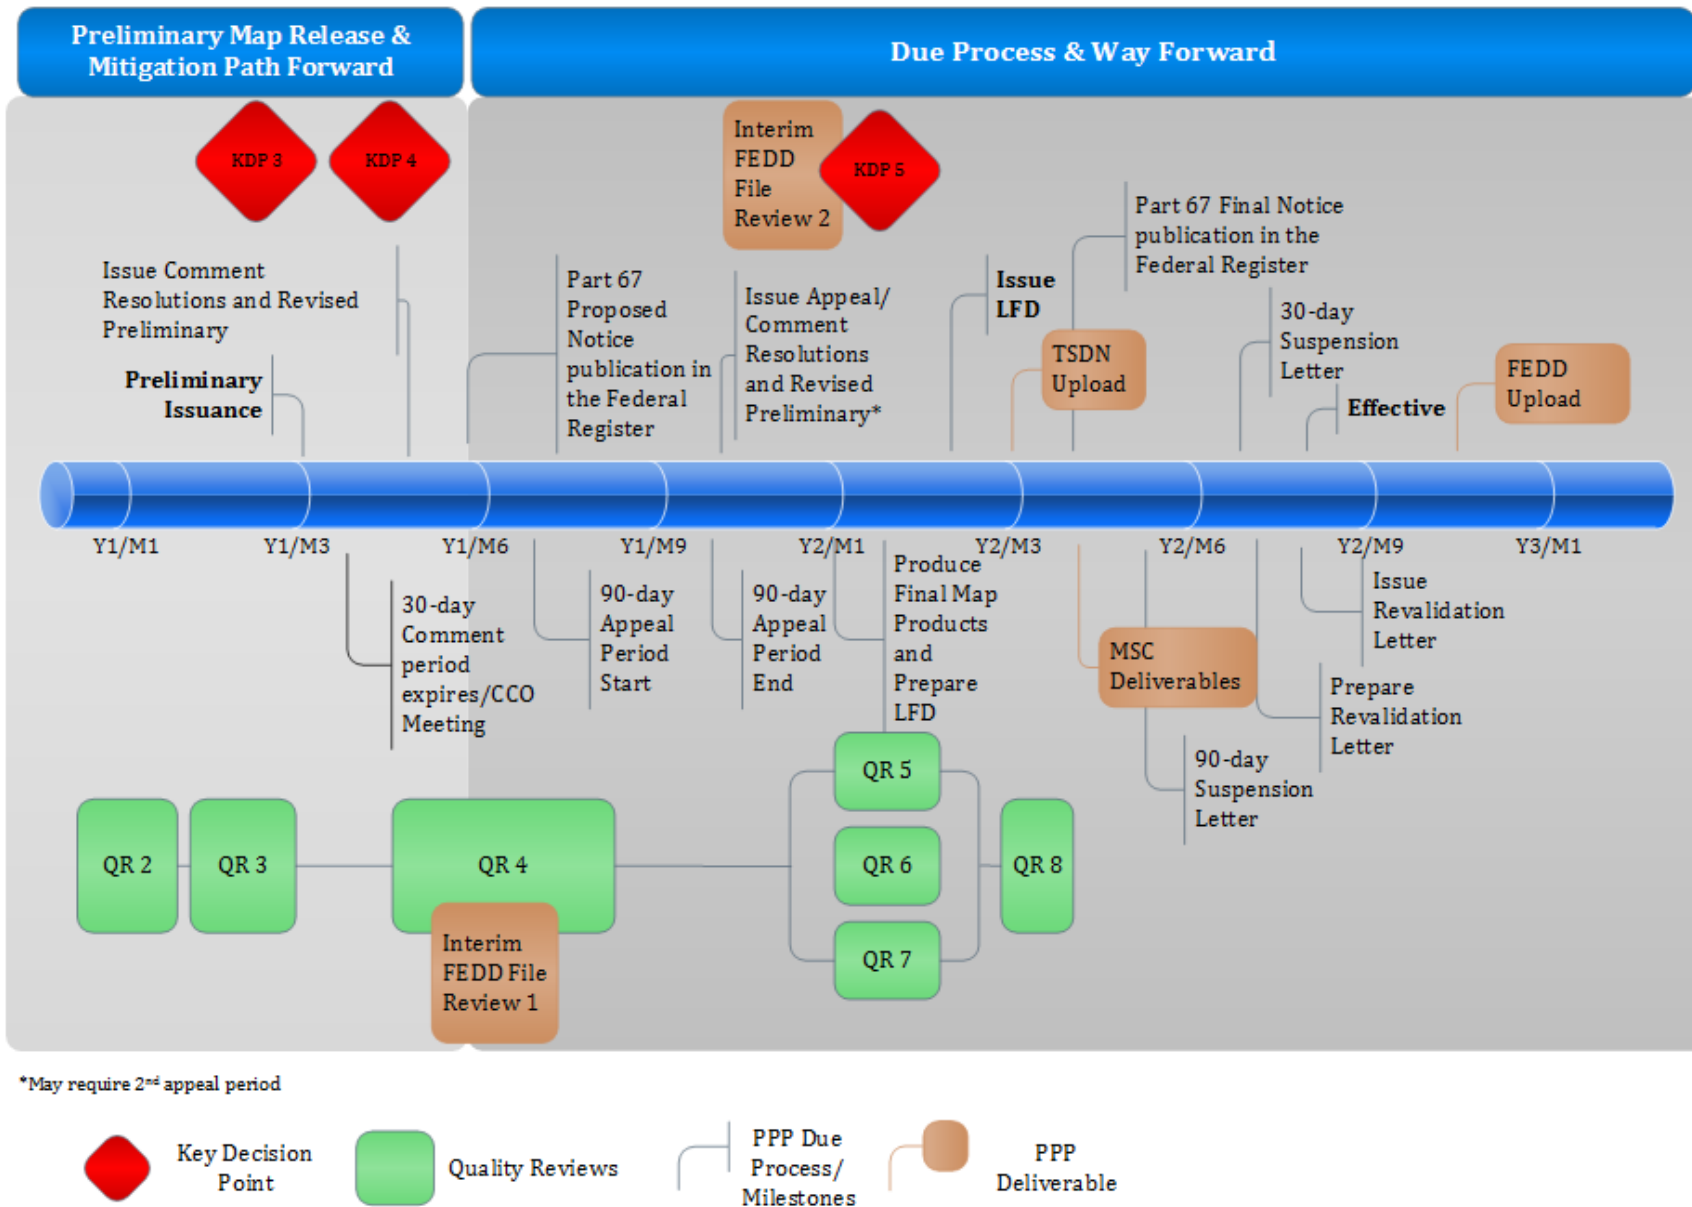 Preliminary Map Release &
Mitigation Path Forward
Due Process & Way Forward
KDP 3
KDP 4
Interim
FEDD
File
Review 2
KDP 5
Issue Comment
Resolutions and Revised
Preliminary
Preliminary
Issuance
Part 67
Proposed
Notice
publication in
the Federal
Register
Issue Appeal/
Comment
Resolutions
and Revised
Preliminary*
Issue
LFD
TSDN
Upload
Part 67 Final Notice
publication in the
Federal Register
30-day
Suspension
Letter
Effective
FEDD
Upload
Y1/M1
Y1/M3
Y1/M6
Y1/M9
Y2/M1
Y2/M3
Y2/M6
Y2/M9
Y3/M1
30-day
Comment
period
expires/CCO
Meeting
90-day
Appeal
Period
Start
90-day
Appeal
Period
End
Produce
Final Map
Products
and
Prepare
LFD
MSC
Deliverables
90-day
Suspension
Letter
Issue
Revalidation
Letter
Prepare
Revalidation
Letter
QR 2
QR 3
QR 4
Interim
FEDD File
Review 1
QR 5
QR 6
QR 7
QR 8
*May require 2nd appeal period
Key Decision
Point
Quality Reviews
PPP Due
Process/
Milestones
PPP
Deliverable